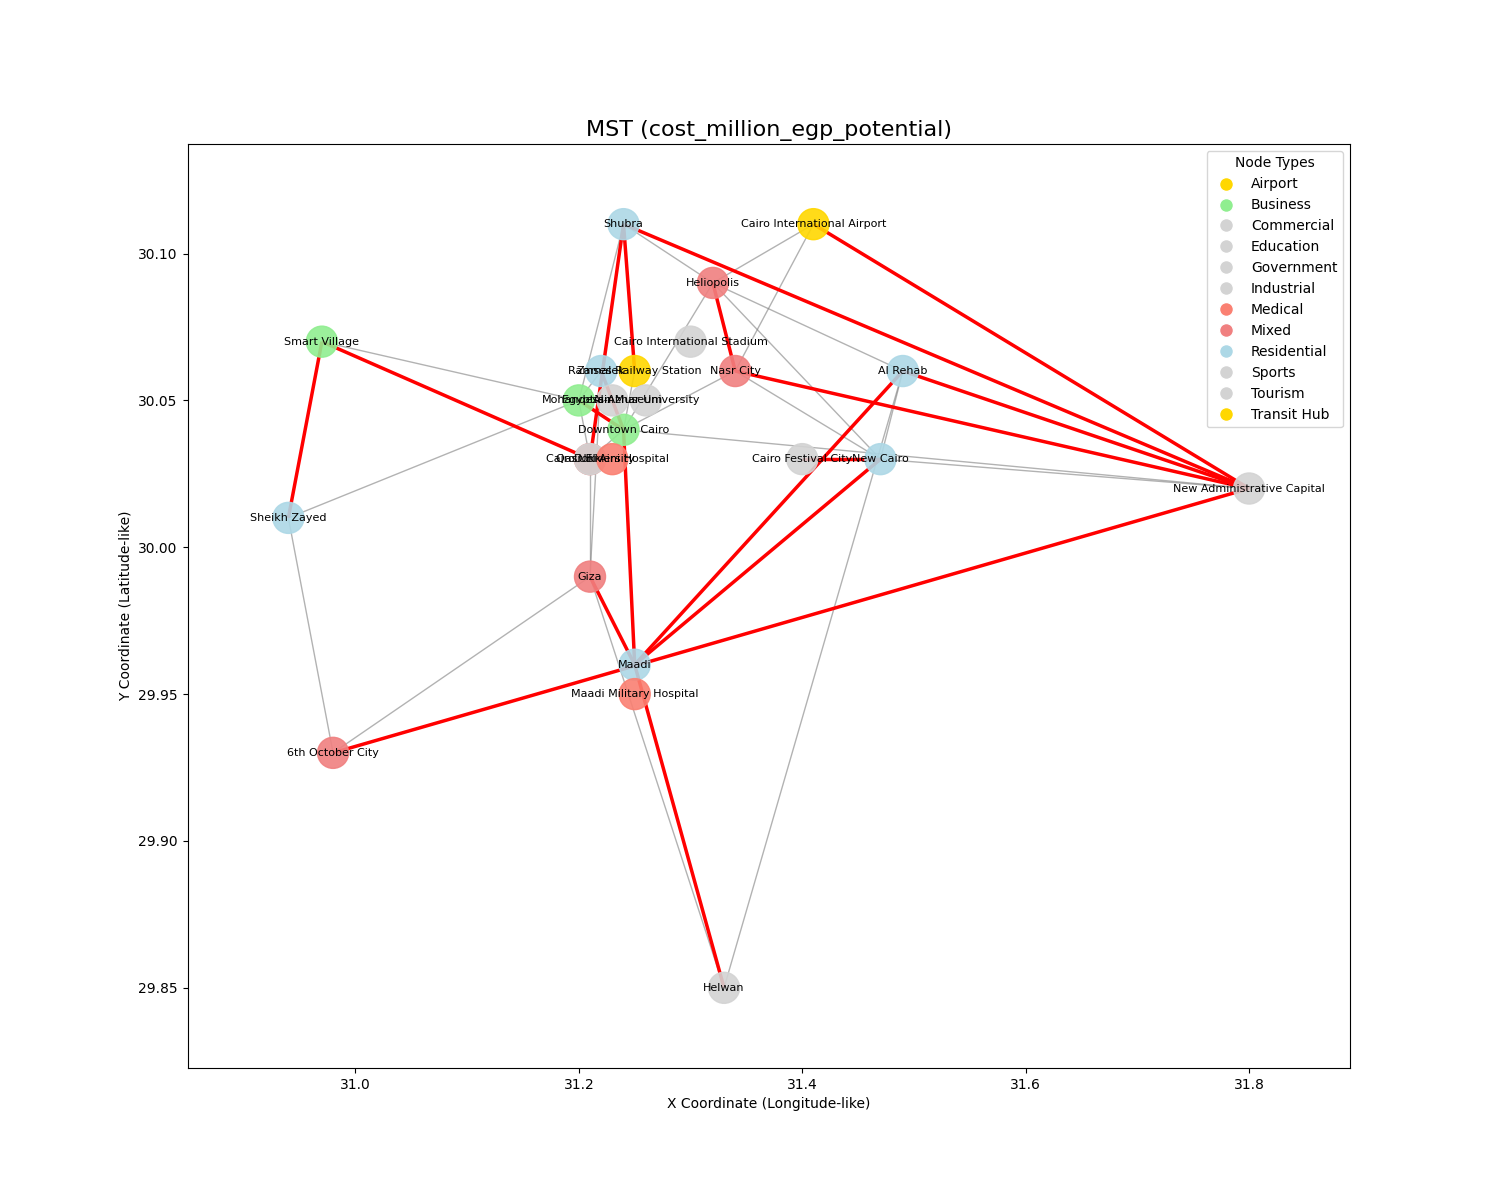 MST (cost_million_egp_potential)
Node Types
Airport
Business
Commercial
Education
Government
Industrial
Medical
Mixed
Residential
Sports
Tourism
Transit Hub
Shubra
Cairo International Airport
Heliopolis
Smart Village
Cairo International Stadium
Railway Station
Nasr City
Al Rehab
University
Downtown Cairo
Hospital
Cairo Festival City
New Cairo
New Administrative Capital
Sheikh Zayed
Giza
Maadi
Maadi Military Hospital
6th October City
Helwan
30.10
30.05
30.00
29.95
29.90
29.85
Y Coordinate (Latitude-like)
31.0 31.2 31.4 31.6 31.8
X Coordinate (Longitude-like)